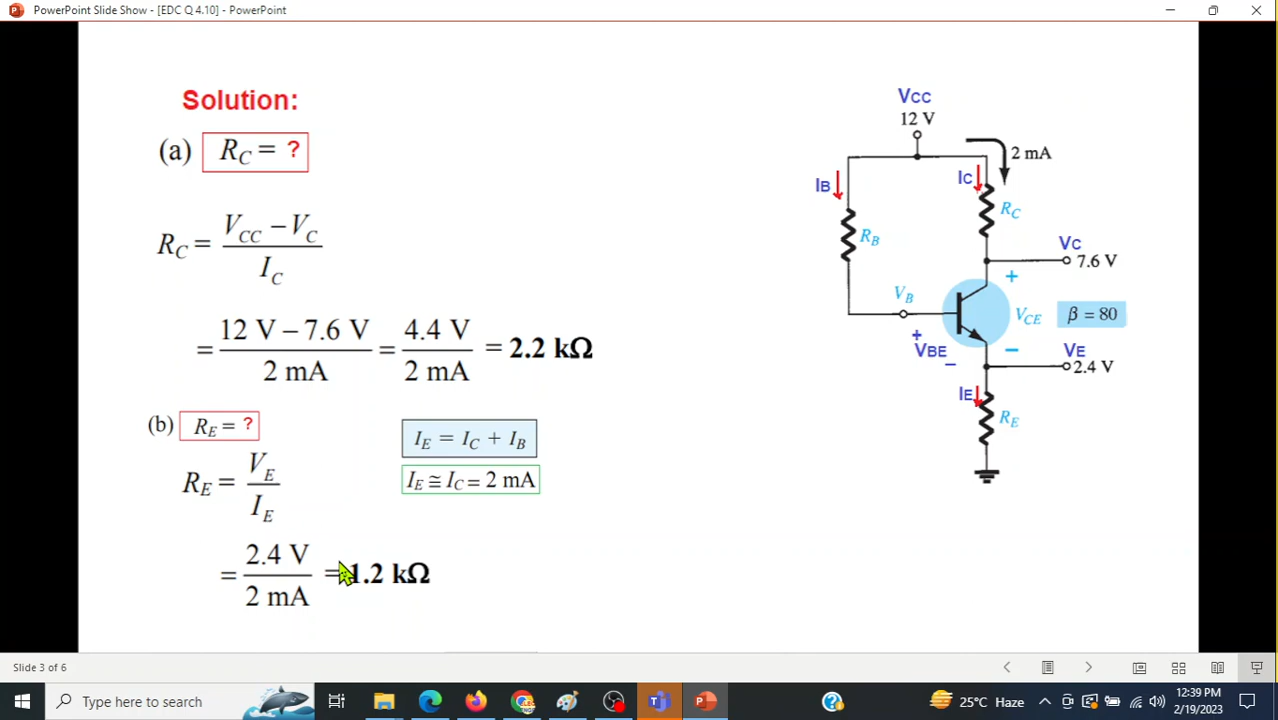 PowerPoint Slide Show - [EDC Q 4.10] - PowerPoint
Solution:
(a) R_C = ?
R_C = (V_CC − V_C) / I_C
= (12 V − 7.6 V) / 2 mA = 4.4 V / 2 mA = 2.2 kΩ
(b) R_E = ?
I_E = I_C + I_B
I_E ≅ I_C = 2 mA
R_E = V_E / I_E
= 2.4 V / 2 mA = 1.2 kΩ
VCC
12 V
2 mA
IB
IC
R_C
R_B
VC
7.6 V
V_B
+
V_CE
β = 80
+
VBE
−
−
VE
2.4 V
IE
R_E
Slide 3 of 6
Type here to search
25°C Haze
12:39 PM
2/19/2023